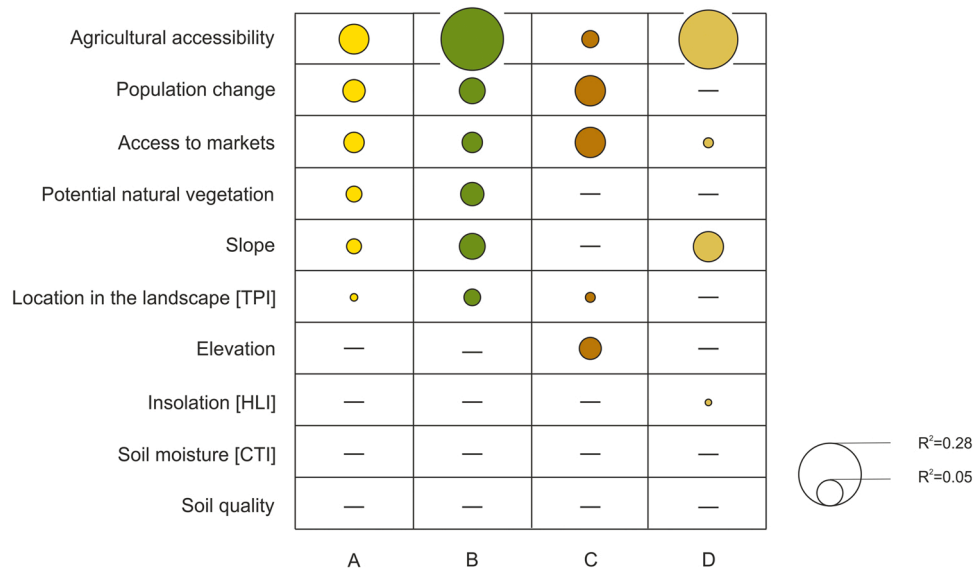 Agricultural accessibility
Population change
Access to markets
Potential natural vegetation
Slope
Location in the landscape [TPI]
Elevation
Insolation [HLI]
Soil moisture [CTI]
Soil quality
A B C D
R²=0.28
R²=0.05